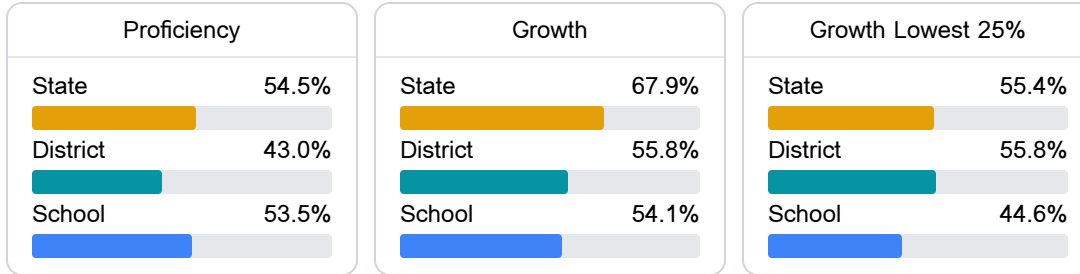 Proficiency
State 54.5%
District 43.0%
School 53.5%
Growth
State 67.9%
District 55.8%
School 54.1%
Growth Lowest 25%
State 55.4%
District 55.8%
School 44.6%